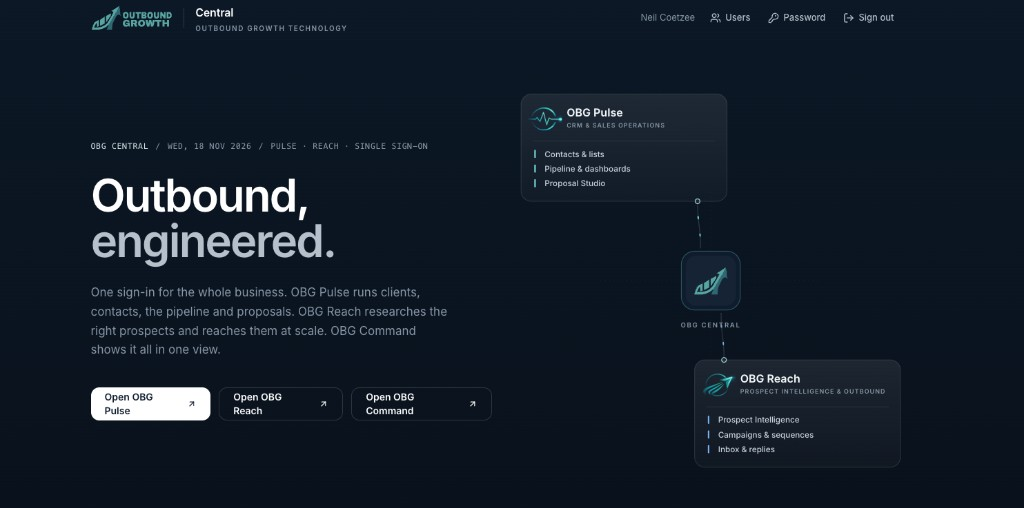 OUTBOUND
GROWTH
Central
OUTBOUND GROWTH TECHNOLOGY
Neil Coetzee
Users
Password
Sign out
OBG CENTRAL / WED, 18 NOV 2026 / PULSE · REACH · SINGLE SIGN-ON
Outbound,
engineered.
One sign-in for the whole business. OBG Pulse runs clients,
contacts, the pipeline and proposals. OBG Reach researches the
right prospects and reaches them at scale. OBG Command
shows it all in one view.
Open OBG
Pulse
Open OBG
Reach
Open OBG
Command
OBG Pulse
CRM & SALES OPERATIONS
Contacts & lists
Pipeline & dashboards
Proposal Studio
OBG CENTRAL
OBG Reach
PROSPECT INTELLIGENCE & OUTBOUND
Prospect Intelligence
Campaigns & sequences
Inbox & replies